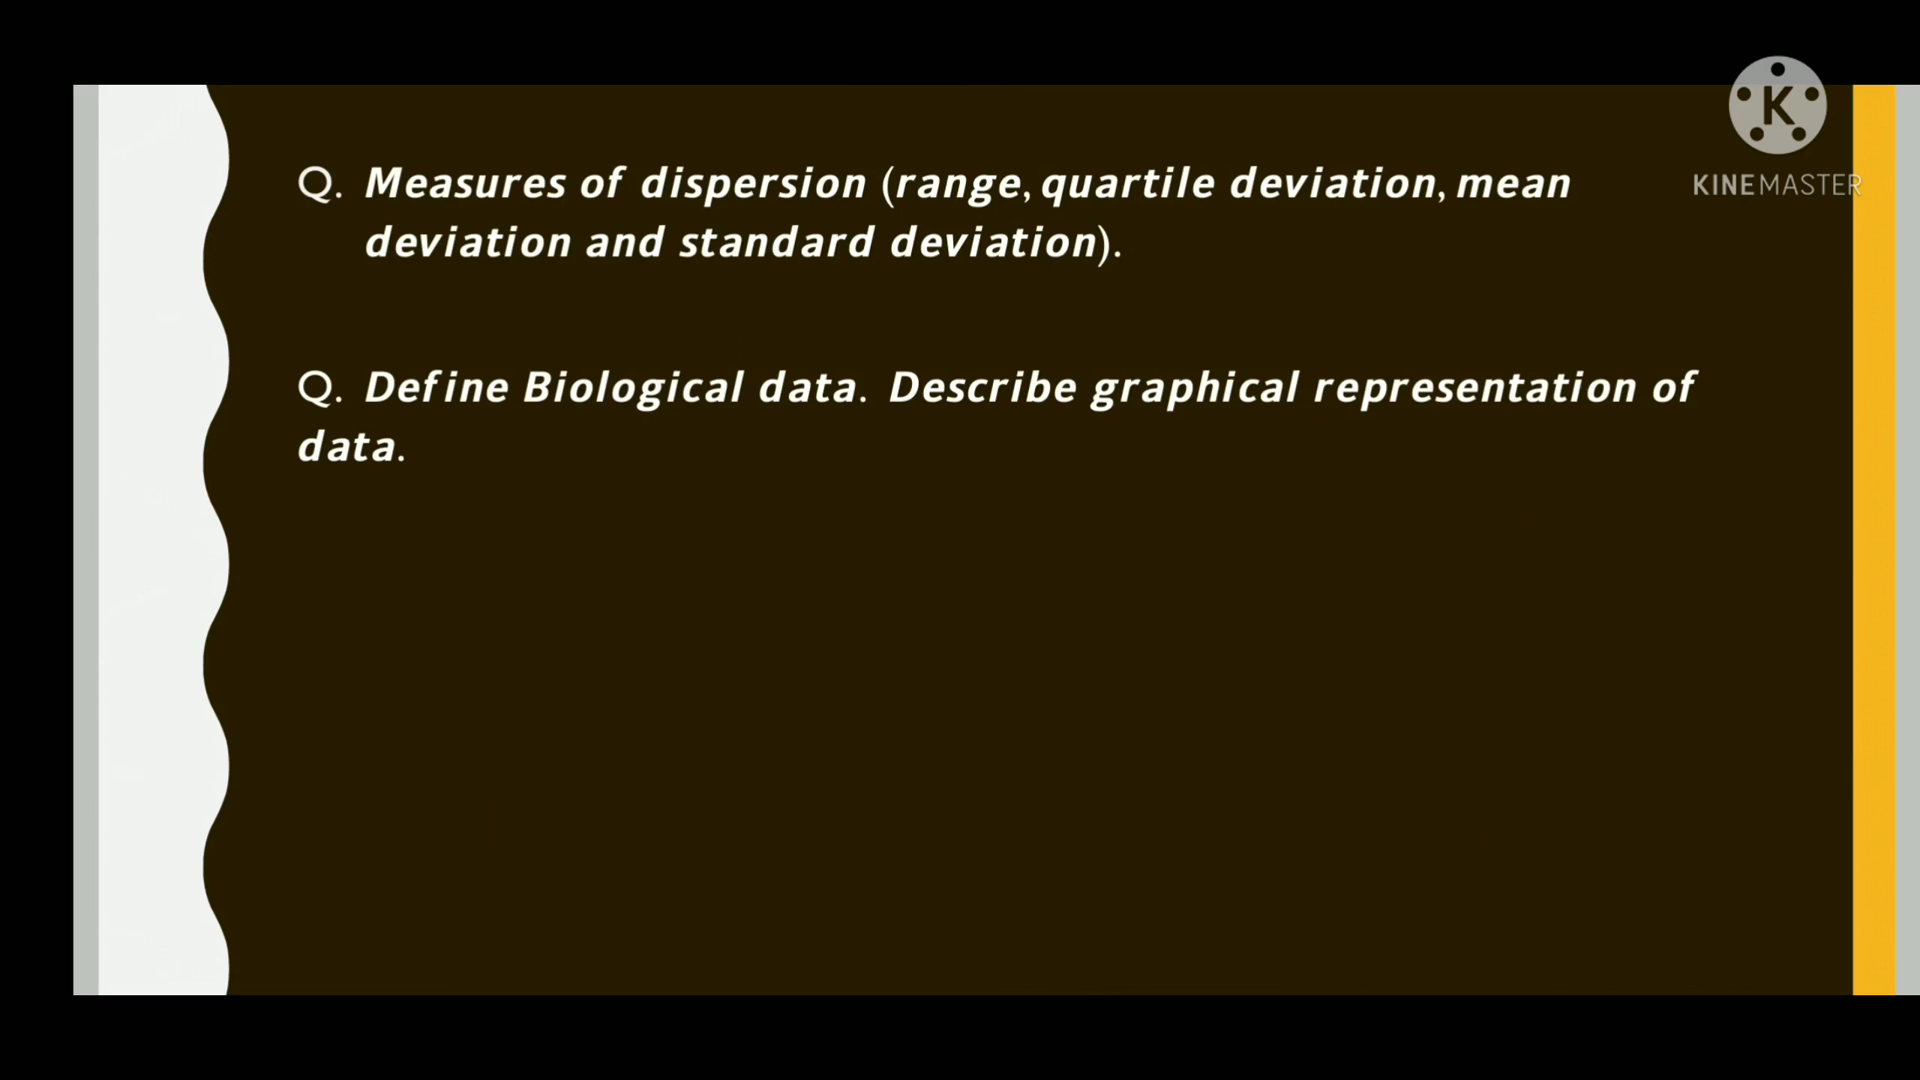 Q. Measures of dispersion (range, quartile deviation, mean
deviation and standard deviation).
Q. Define Biological data. Describe graphical representation of
data.
K
KINEMASTER